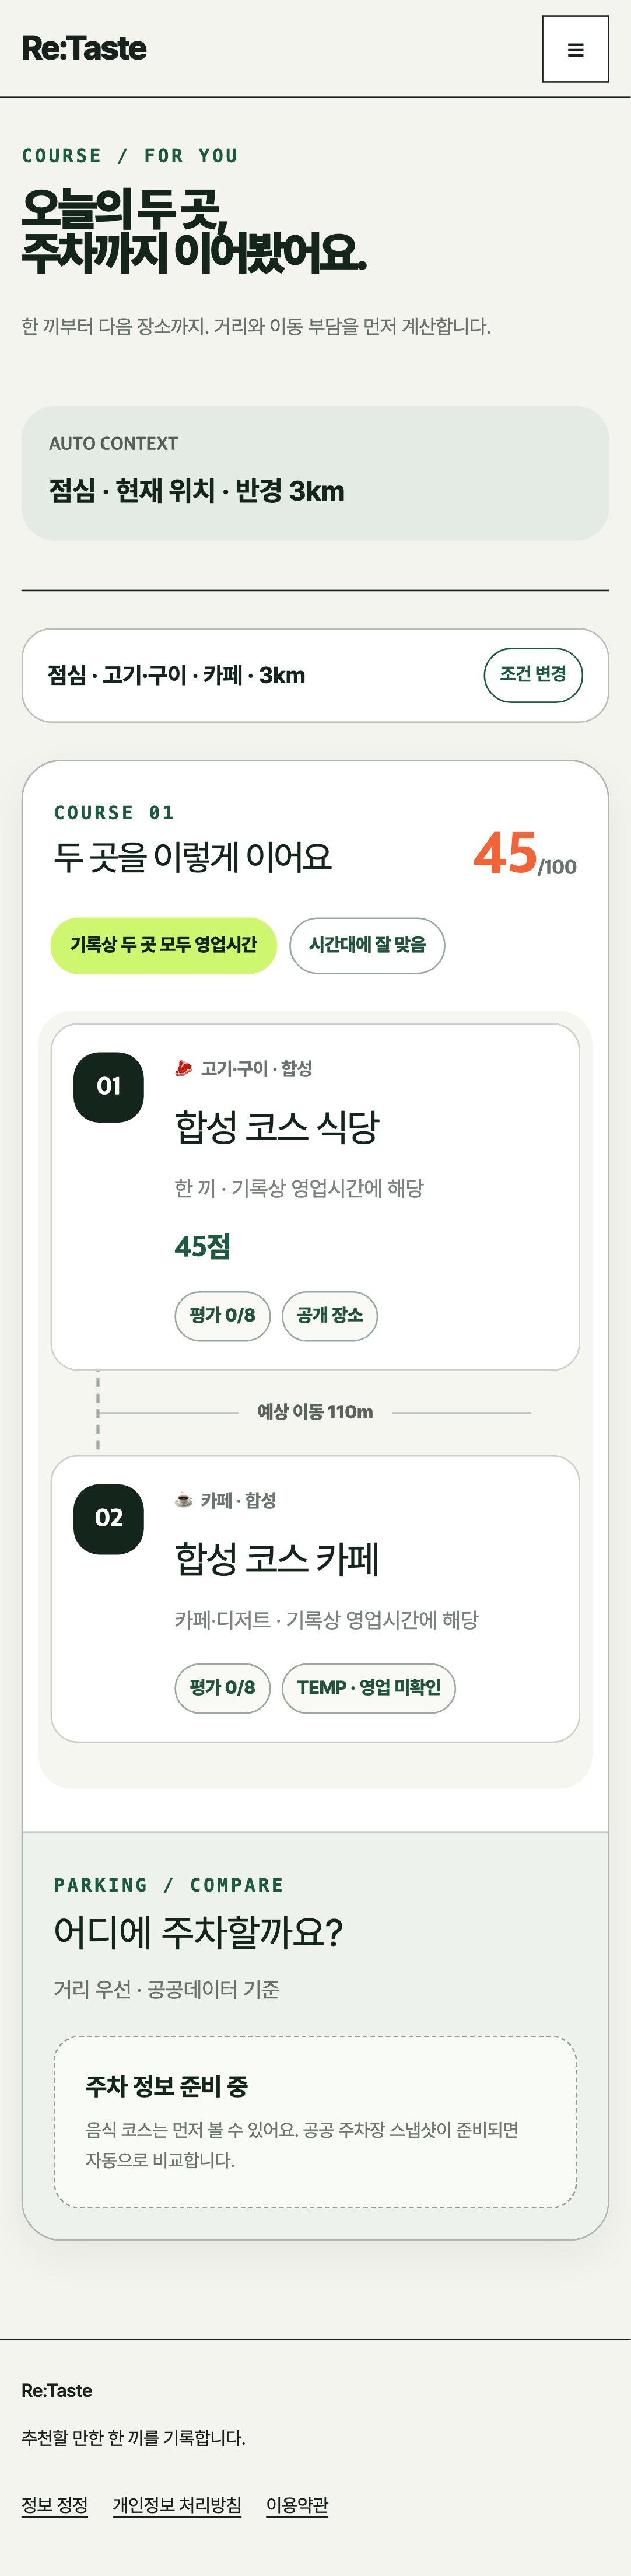 Re:Taste
COURSE / FOR YOU
오늘의 두 곳,
주차까지 이어봤어요.
한 끼부터 다음 장소까지. 거리와 이동 부담을 먼저 계산합니다.
AUTO CONTEXT
점심 · 현재 위치 · 반경 3km
점심 · 고기·구이 · 카페 · 3km
조건 변경
COURSE 01
두 곳을 이렇게 이어요
45/100
기록상 두 곳 모두 영업시간
시간대에 잘 맞음
01
고기·구이 · 합성
합성 코스 식당
한 끼 · 기록상 영업시간에 해당
45점
평가 0/8
공개 장소
예상 이동 110m
02
카페 · 합성
합성 코스 카페
카페·디저트 · 기록상 영업시간에 해당
평가 0/8
TEMP · 영업 미확인
PARKING / COMPARE
어디에 주차할까요?
거리 우선 · 공공데이터 기준
주차 정보 준비 중
음식 코스는 먼저 볼 수 있어요. 공공 주차장 스냅샷이 준비되면
자동으로 비교합니다.
Re:Taste
추천할 만한 한 끼를 기록합니다.
정보 정정
개인정보 처리방침
이용약관